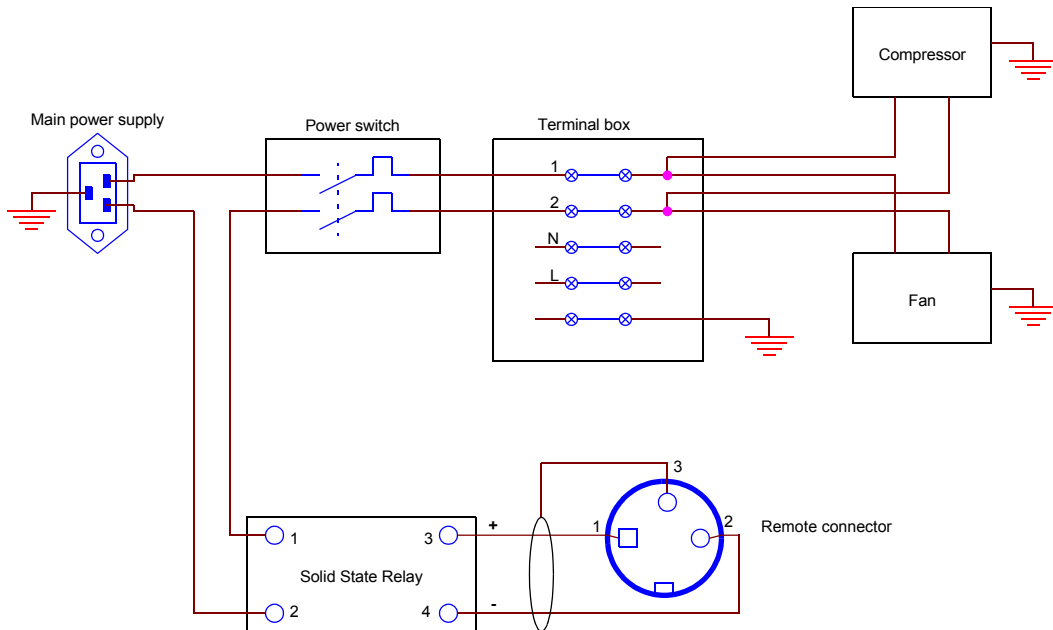 Compressor
Main power supply
Power switch
Terminal box
1
2
N
L
Fan
3
+
1
2
Remote connector
1
3
Solid State Relay
2
4
-